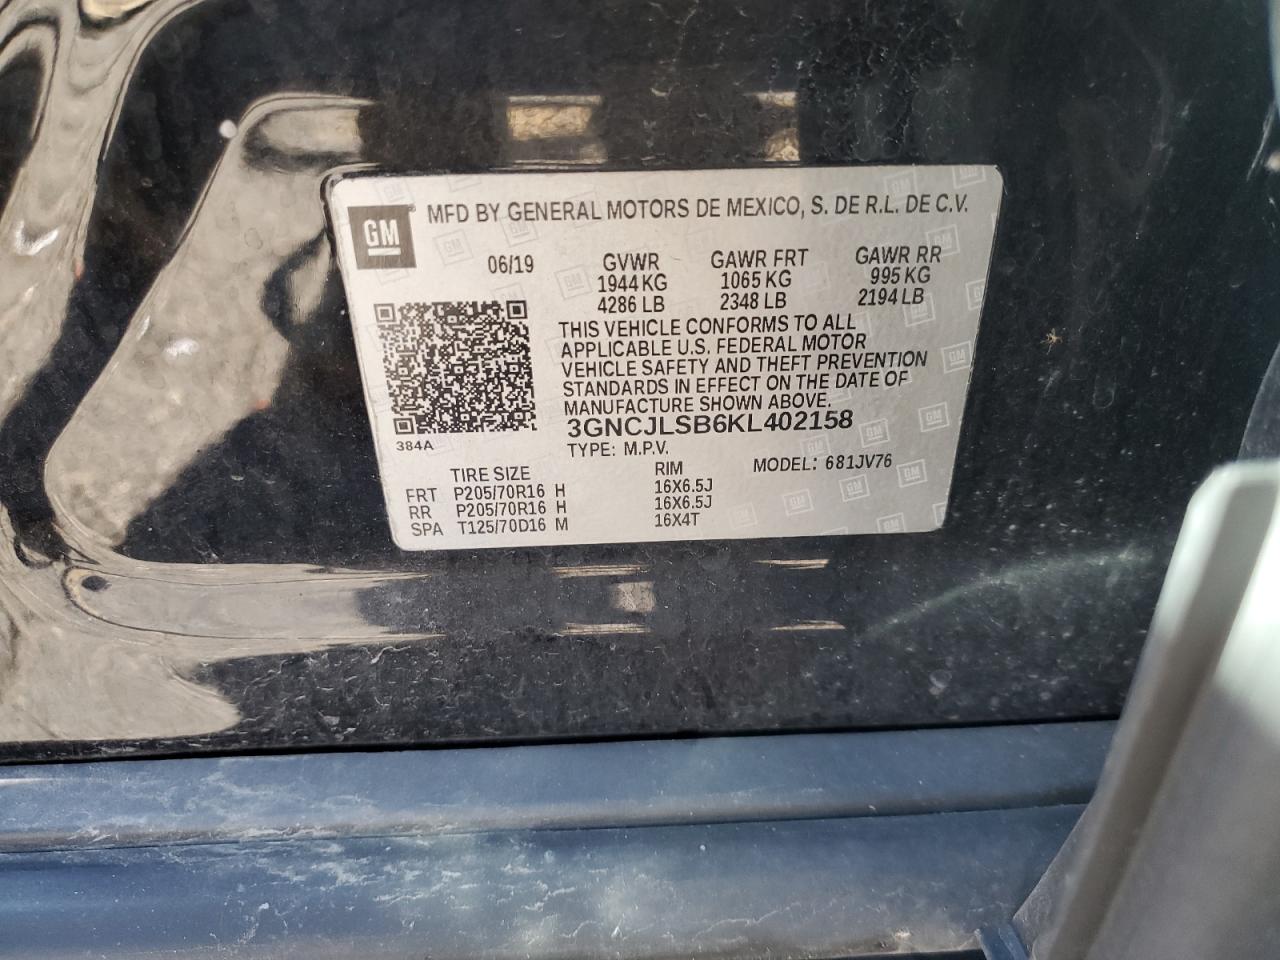 GM ® MFD BY GENERAL MOTORS DE MEXICO, S. DE R.L. DE C.V.
06/19 GVWR GAWR FRT GAWR RR
1944 KG 1065 KG 995 KG
4286 LB 2348 LB 2194 LB
THIS VEHICLE CONFORMS TO ALL
APPLICABLE U.S. FEDERAL MOTOR
VEHICLE SAFETY AND THEFT PREVENTION
STANDARDS IN EFFECT ON THE DATE OF
MANUFACTURE SHOWN ABOVE.
3GNCJLSB6KL402158
384A
TYPE: M.P.V.
TIRE SIZE RIM MODEL: 681JV76
FRT P205/70R16 H 16X6.5J
RR P205/70R16 H 16X6.5J
SPA T125/70D16 M 16X4T